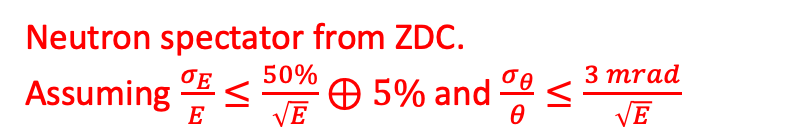 Neutron spectator from ZDC.
Assuming σ_E/E ≤ 50%/√E ⊕ 5% and σ_θ/θ ≤ 3 mrad/√E